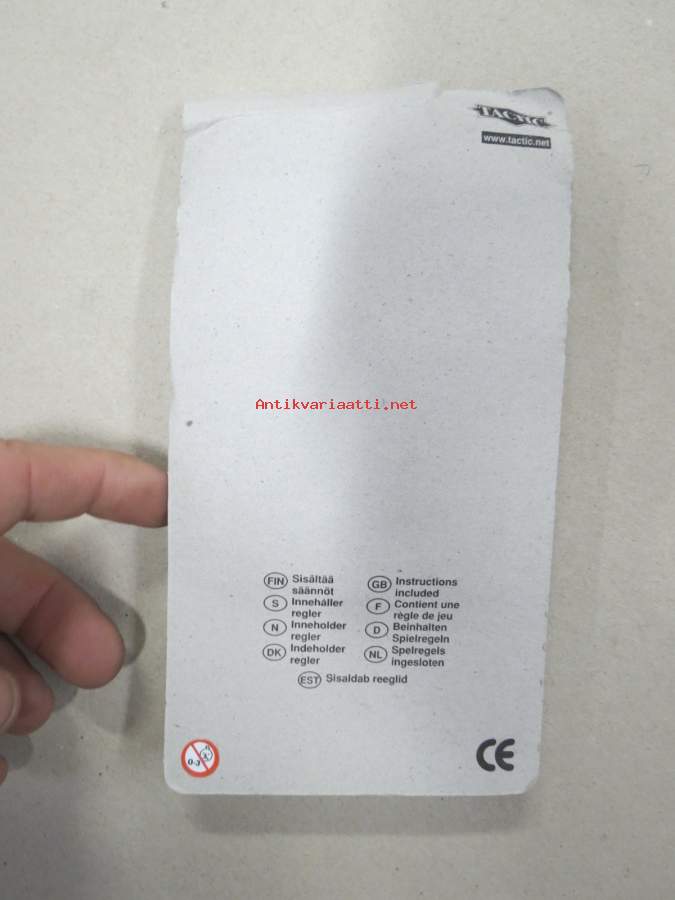 TACTIC
www.tactic.net
Antikvariaatti.net
FIN Sisältää
säännöt
S Innehåller
regler
N Inneholder
regler
DK Indeholder
regler
GB Instructions
included
F Contient une
règle de jeu
D Beinhalten
Spielregeln
NL Spelregels
ingesloten
EST Sisaldab reeglid
0-3
CE